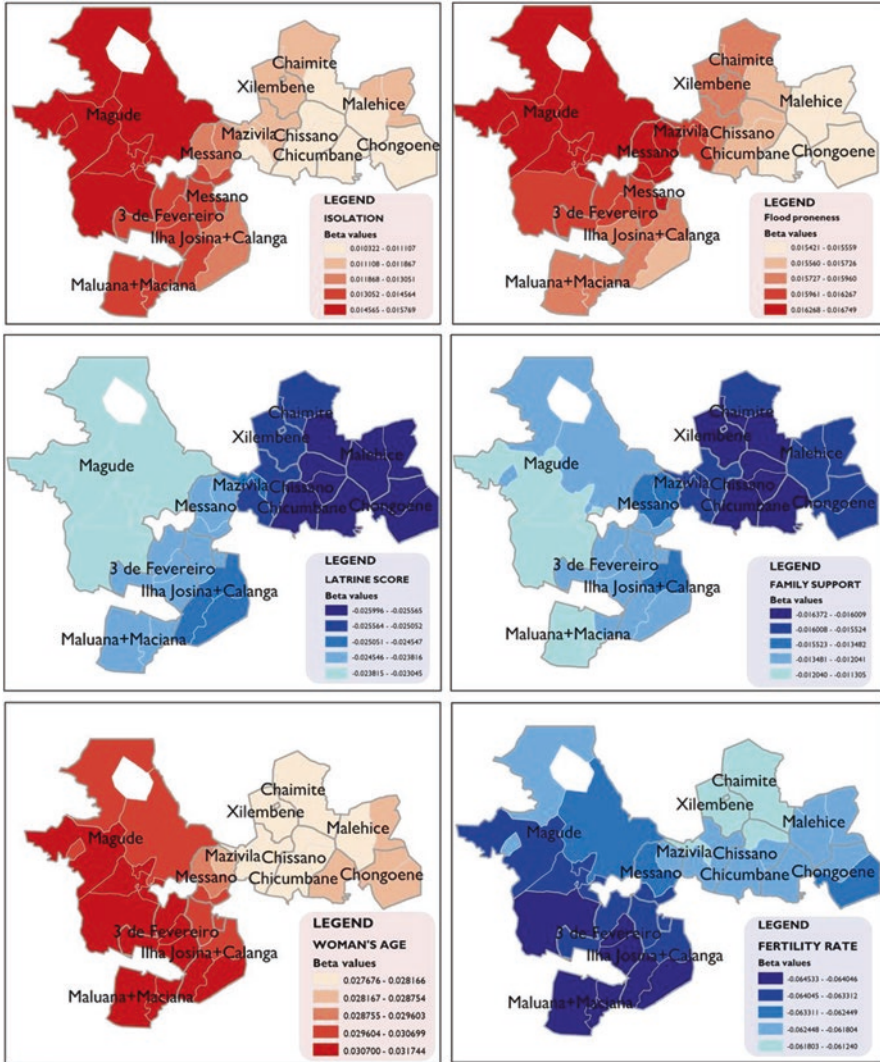 Chaimite
Xilembene
Malehice
Magude
Mazivila Chissano
Messano
Chicumbane Chongoene
Messano
3 de Fevereiro
Ilha Josina+Calanga
Maluana+Maciana
LEGEND
ISOLATION
Beta values
0.010322 - 0.011107
0.011108 - 0.011867
0.011868 - 0.013051
0.013052 - 0.014564
0.014565 - 0.015769
Chaimite
Xilembene
Malehice
Magude
Mazivila Chissano
Messano
Chicumbane Chongoene
Messano
3 de Fevereiro
Ilha Josina+Calanga
Maluana+Maciana
LEGEND
Flood proneness
Beta values
0.015421 - 0.015559
0.015560 - 0.015726
0.015727 - 0.015960
0.015961 - 0.016267
0.016268 - 0.016749
Chaimite
Xilembene
Malehice
Magude
Mazivila Chissano
Messano
Chicumbane Chongoene
3 de Fevereiro
Ilha Josina+Calanga
Maluana+Maciana
LEGEND
LATRINE SCORE
Beta values
-0.025996 - -0.025565
-0.025564 - -0.025052
-0.025051 - -0.024547
-0.024546 - -0.023816
-0.023815 - -0.023045
Chaimite
Xilembene
Malehice
Magude
Mazivila Chissano
Messano
Chicumbane Chongoene
3 de Fevereiro
Ilha Josina+Calanga
Maluana+Maciana
LEGEND
FAMILY SUPPORT
Beta values
-0.016372 - -0.016009
-0.016008 - -0.015524
-0.015523 - -0.013482
-0.013481 - -0.012041
-0.012040 - -0.011305
Chaimite
Xilembene
Malehice
Magude
Mazivila Chissano
Messano
Chicumbane Chongoene
3 de Fevereiro
Ilha Josina+Calanga
Maluana+Maciana
LEGEND
WOMAN'S AGE
Beta values
0.027676 - 0.028166
0.028167 - 0.028754
0.028755 - 0.029603
0.029604 - 0.030699
0.030700 - 0.031744
Chaimite
Xilembene
Malehice
Magude
Mazivila Chissano
Messano
Chicumbane Chongoene
3 de Fevereiro
Ilha Josina+Calanga
Maluana+Maciana
LEGEND
FERTILITY RATE
Beta values
-0.064533 - -0.064046
-0.064045 - -0.063312
-0.063311 - -0.062449
-0.062448 - -0.061804
-0.061803 - -0.061240